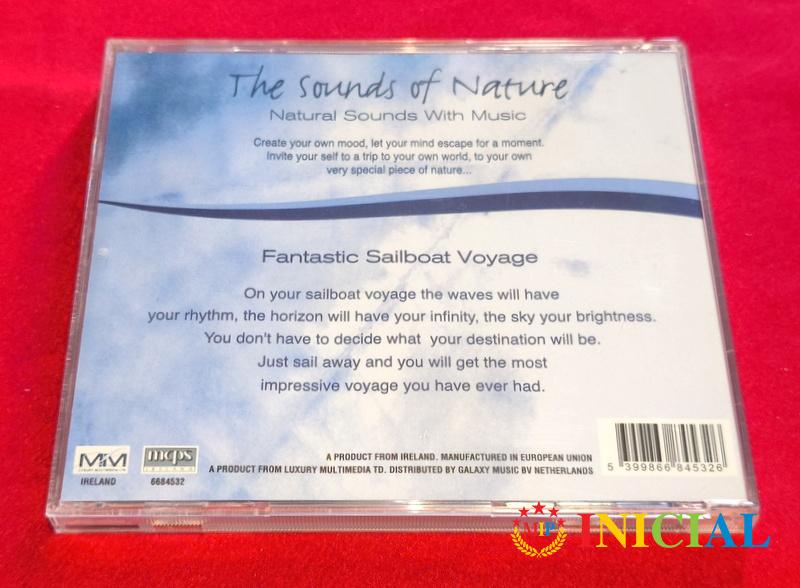 The Sounds of Nature
Natural Sounds With Music
Create your own mood, let your mind escape for a moment.
Invite your self to a trip to your own world, to your own
very special piece of nature...
Fantastic Sailboat Voyage
On your sailboat voyage the waves will have
your rhythm, the horizon will have your infinity, the sky your brightness.
You don't have to decide what your destination will be.
Just sail away and you will get the most
impressive voyage you have ever had.
MM
LUXURY MULTIMEDIA LTD.
IRELAND
mcps
IRELAND
6684532
A PRODUCT FROM IRELAND. MANUFACTURED IN EUROPEAN UNION
A PRODUCT FROM LUXURY MULTIMEDIA TD. DISTRIBUTED BY GALAXY MUSIC BV NETHERLANDS
5 399866 845326
MIP INICIAL